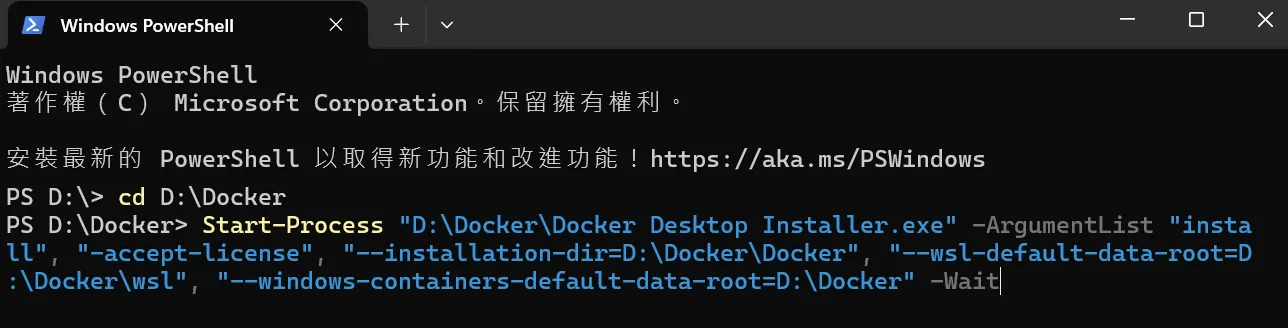 Windows PowerShell
Windows PowerShell
著作權（C） Microsoft Corporation。保留擁有權利。
安裝最新的 PowerShell 以取得新功能和改進功能！https://aka.ms/PSWindows
PS D:\> cd D:\Docker
PS D:\Docker> Start-Process "D:\Docker\Docker Desktop Installer.exe" -ArgumentList "insta
ll", "-accept-license", "--installation-dir=D:\Docker\Docker", "--wsl-default-data-root=D
:\Docker\wsl", "--windows-containers-default-data-root=D:\Docker" -Wait